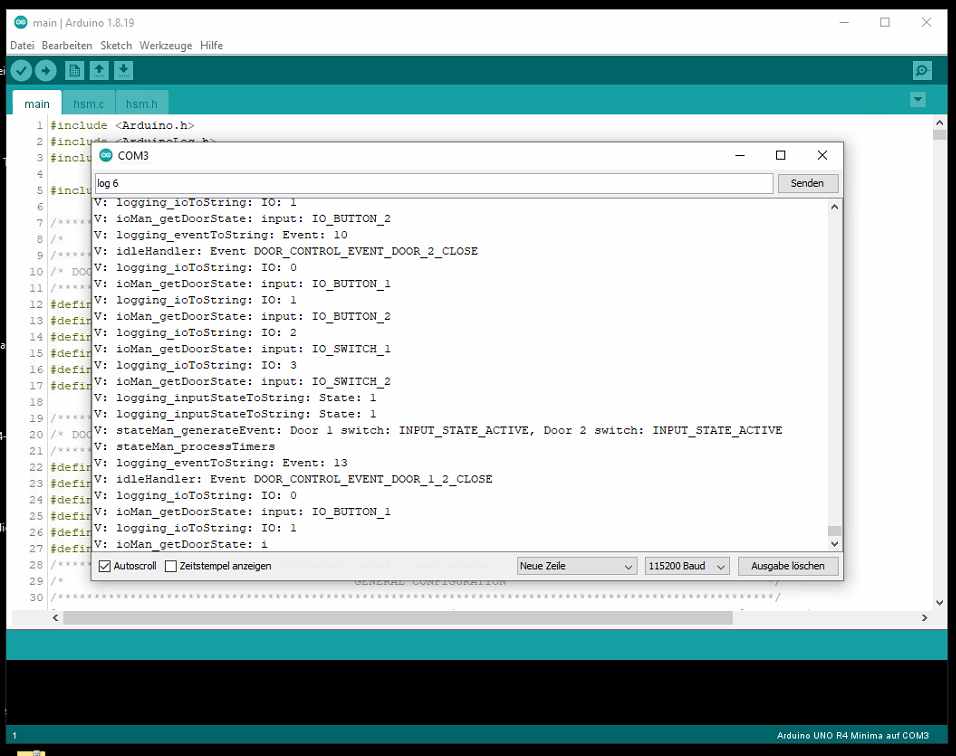 main | Arduino 1.8.19
Datei Bearbeiten Sketch Werkzeuge Hilfe
main hsm.c hsm.h
1 #include <Arduino.h>
2 #include <ArduinoLog.h>
3 #inclu
4
5 #inclu
6
7 /*****
8 /*
9 /*****
10 /* DOO
11 /*****
12 #defin
13 #defin
14 #defin
15 #defin
16 #defin
17 #defin
18
19 /*****
20 /* DOO
21 /*****
22 #defin
23 #defin
24 #defin
25 #defin
26 #defin
27 #defin
28 /*****
29 /* GENERAL CONFIGURATION */
30
COM3
log 6
Senden
V: logging_ioToString: IO: 1
V: ioMan_getDoorState: input: IO_BUTTON_2
V: logging_eventToString: Event: 10
V: idleHandler: Event DOOR_CONTROL_EVENT_DOOR_2_CLOSE
V: logging_ioToString: IO: 0
V: ioMan_getDoorState: input: IO_BUTTON_1
V: logging_ioToString: IO: 1
V: ioMan_getDoorState: input: IO_BUTTON_2
V: logging_ioToString: IO: 2
V: ioMan_getDoorState: input: IO_SWITCH_1
V: logging_ioToString: IO: 3
V: ioMan_getDoorState: input: IO_SWITCH_2
V: logging_inputStateToString: State: 1
V: logging_inputStateToString: State: 1
V: stateMan_generateEvent: Door 1 switch: INPUT_STATE_ACTIVE, Door 2 switch: INPUT_STATE_ACTIVE
V: stateMan_processTimers
V: logging_eventToString: Event: 13
V: idleHandler: Event DOOR_CONTROL_EVENT_DOOR_1_2_CLOSE
V: logging_ioToString: IO: 0
V: ioMan_getDoorState: input: IO_BUTTON_1
V: logging_ioToString: IO: 1
V: ioMan_getDoorState: i
Autoscroll Zeitstempel anzeigen Neue Zeile 115200 Baud Ausgabe löschen
1 Arduino UNO R4 Minima auf COM3